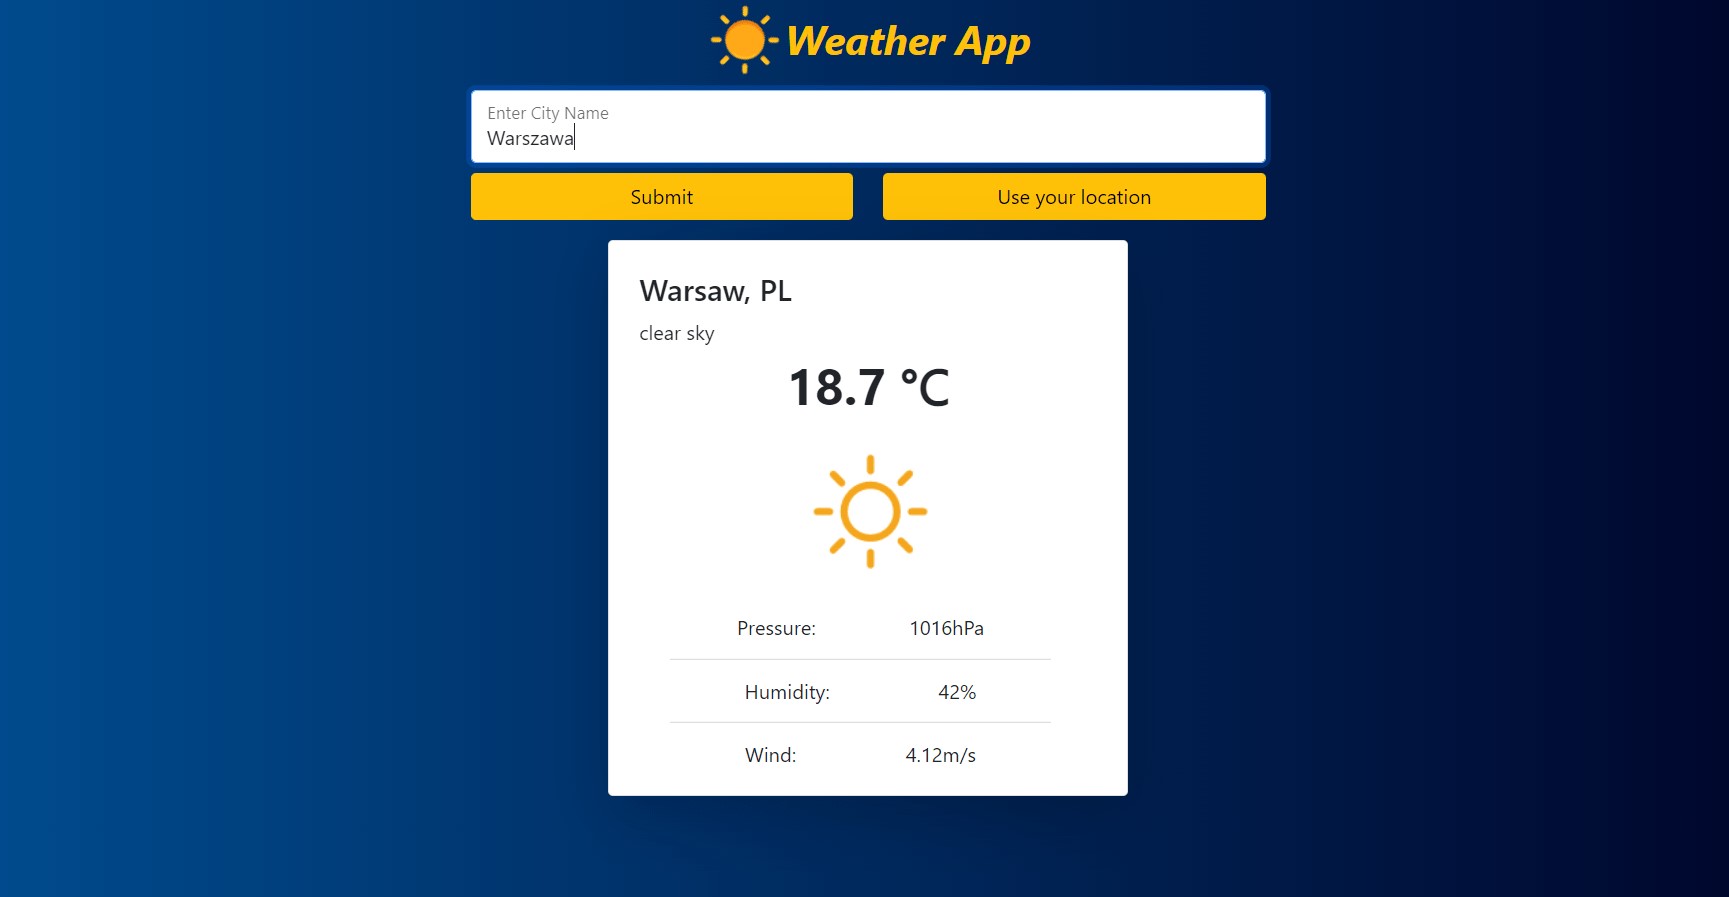 Weather App
Enter City Name
Warszawa
Submit Use your location
Warsaw, PL
clear sky
18.7 °C
Pressure: 1016hPa
Humidity: 42%
Wind: 4.12m/s